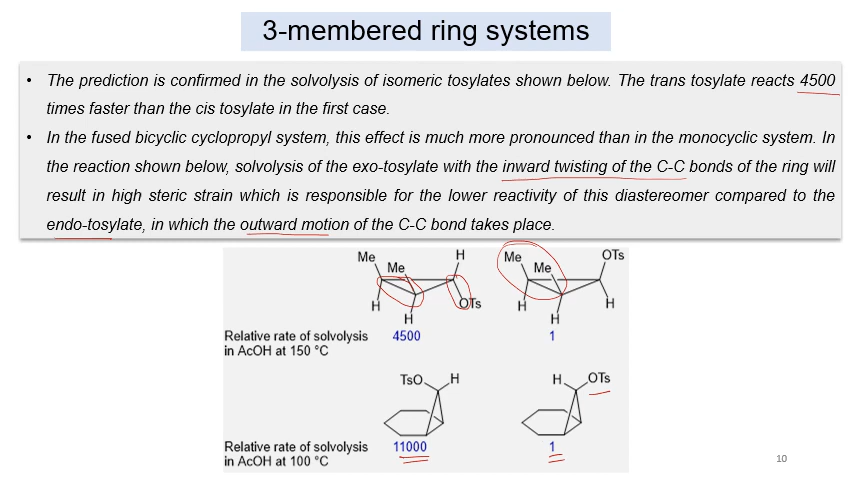 3-membered ring systems
• The prediction is confirmed in the solvolysis of isomeric tosylates shown below. The trans tosylate reacts 4500
times faster than the cis tosylate in the first case.
• In the fused bicyclic cyclopropyl system, this effect is much more pronounced than in the monocyclic system. In
the reaction shown below, solvolysis of the exo-tosylate with the inward twisting of the C-C bonds of the ring will
result in high steric strain which is responsible for the lower reactivity of this diastereomer compared to the
endo-tosylate, in which the outward motion of the C-C bond takes place.
Me H Me OTs
Me Me
H OTs H H
H H
Relative rate of solvolysis 4500 1
in AcOH at 150 °C
TsO H H OTs
Relative rate of solvolysis 11000 1
in AcOH at 100 °C
10